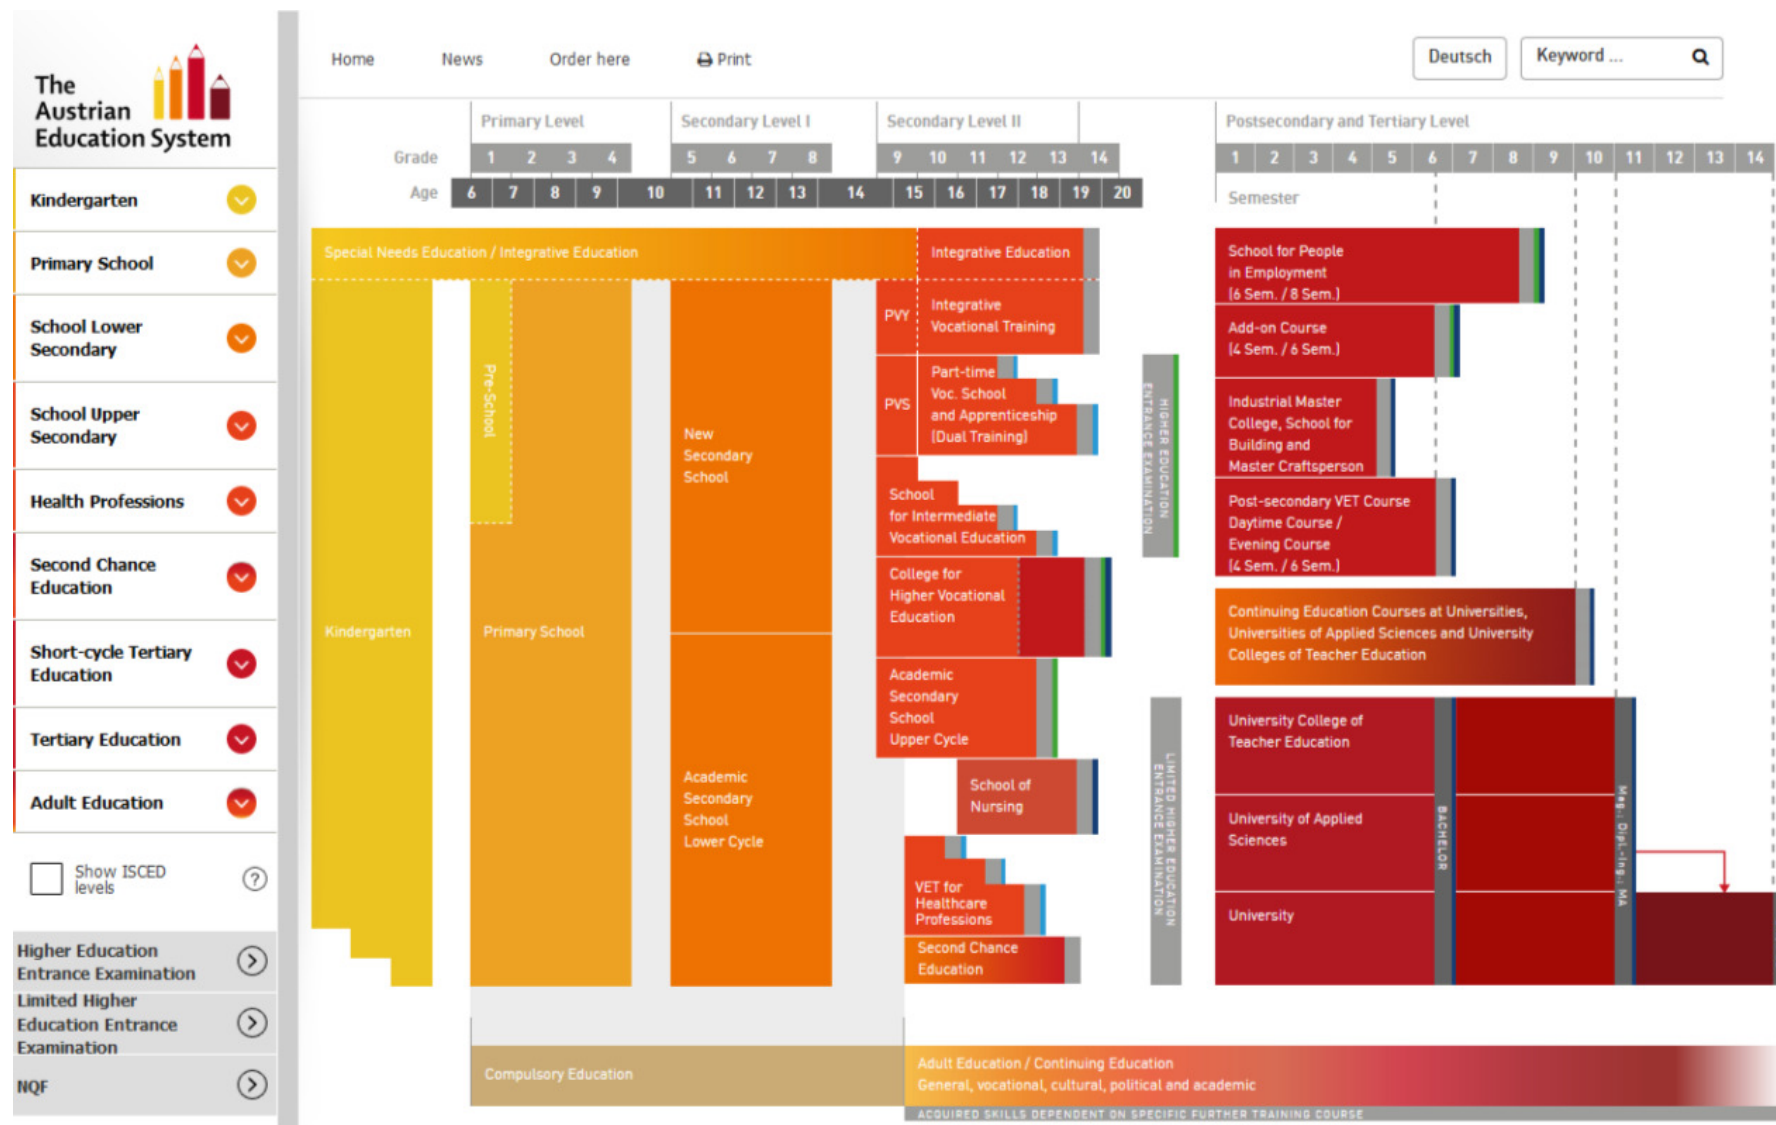 The
Austrian
Education System
Home
News
Order here
Print
Deutsch
Keyword ...
Kindergarten
Primary School
School Lower
Secondary
School Upper
Secondary
Health Professions
Second Chance
Education
Short-cycle Tertiary
Education
Tertiary Education
Adult Education
Show ISCED
levels
?
Higher Education
Entrance Examination
Limited Higher
Education Entrance
Examination
NQF
Primary Level
Secondary Level I
Secondary Level II
Postsecondary and Tertiary Level
Grade
1 2 3 4
5 6 7 8
9 10 11 12 13 14
1 2 3 4 5 6 7 8 9 10 11 12 13 14
Age
6 7 8 9 10 11 12 13 14 15 16 17 18 19 20
Semester
Special Needs Education / Integrative Education
Integrative Education
Kindergarten
Pre-School
Primary School
New
Secondary
School
Academic
Secondary
School
Lower Cycle
PVY
Integrative
Vocational Training
PVS
Part-time
Voc. School
and Apprenticeship
(Dual Training)
School
for Intermediate
Vocational Education
College for
Higher Vocational
Education
Academic
Secondary
School
Upper Cycle
School of
Nursing
VET for
Healthcare
Professions
Second Chance
Education
HIGHER EDUCATION
ENTRANCE EXAMINATION
LIMITED HIGHER EDUCATION
ENTRANCE EXAMINATION
School for People
in Employment
(6 Sem. / 8 Sem.)
Add-on Course
(4 Sem. / 6 Sem.)
Industrial Master
College, School for
Building and
Master Craftsperson
Post-secondary VET Course
Daytime Course /
Evening Course
(4 Sem. / 6 Sem.)
Continuing Education Courses at Universities,
Universities of Applied Sciences and University
Colleges of Teacher Education
University College of
Teacher Education
University of Applied
Sciences
University
BACHELOR
Mag.; Dipl.-Ing.; MA
Compulsory Education
Adult Education / Continuing Education
General, vocational, cultural, political and academic
ACQUIRED SKILLS DEPENDENT ON SPECIFIC FURTHER TRAINING COURSE